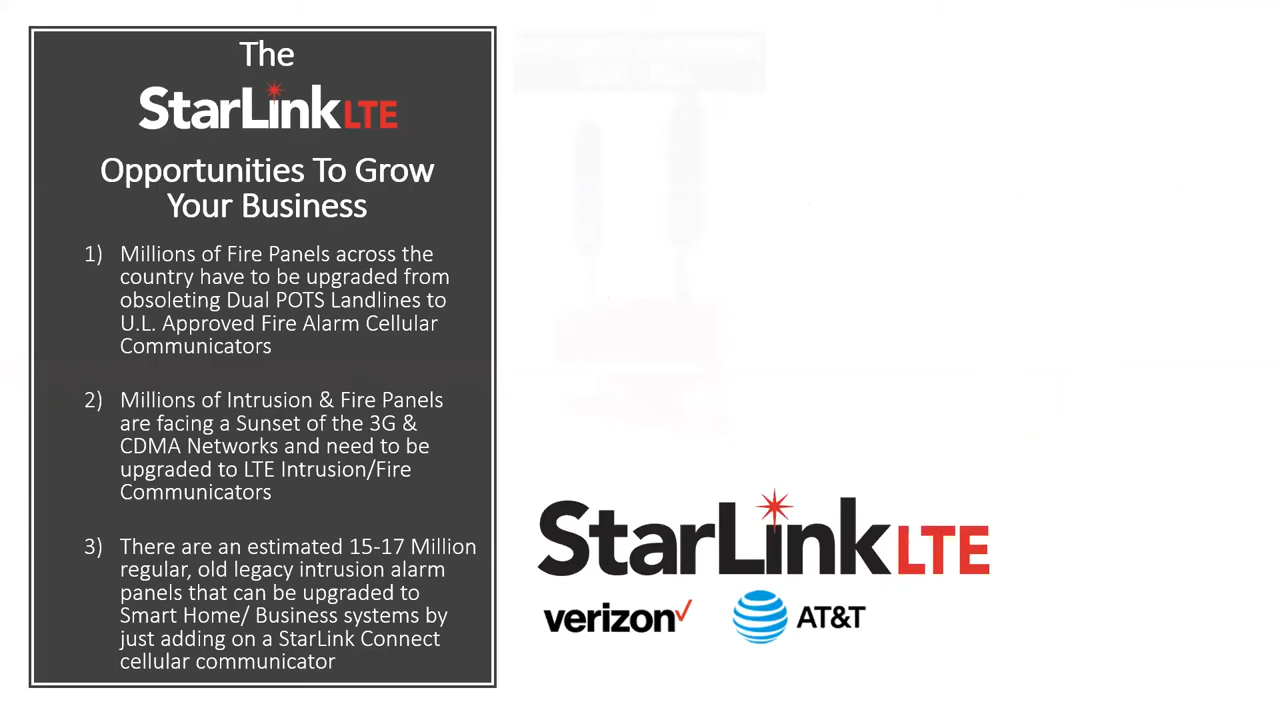 The
StarLink LTE
Opportunities To Grow
Your Business
1) Millions of Fire Panels across the
country have to be upgraded from
obsoleting Dual POTS Landlines to
U.L. Approved Fire Alarm Cellular
Communicators
2) Millions of Intrusion & Fire Panels
are facing a Sunset of the 3G &
CDMA Networks and need to be
upgraded to LTE Intrusion/Fire
Communicators
3) There are an estimated 15-17 Million
regular, old legacy intrusion alarm
panels that can be upgraded to
Smart Home/ Business systems by
just adding on a StarLink Connect
cellular communicator
StarLink LTE
verizon AT&T